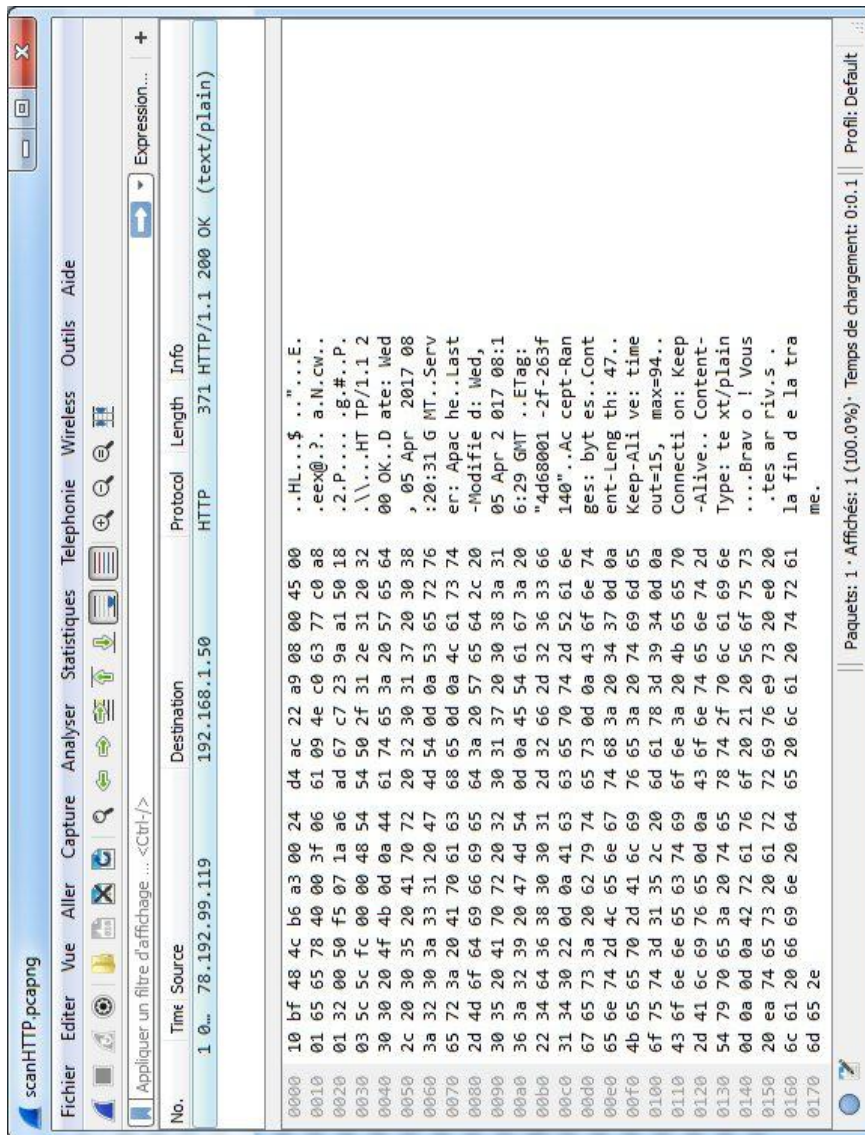 scanHTTP.pcapng
Fichier Editer Vue Aller Capture Analyser Statistiques Telephonie Wireless Outils Aide
Appliquer un filtre d'affichage ... <Ctrl-/> Expression... +
No. Time Source Destination Protocol Length Info
1 0... 78.192.99.119 192.168.1.50 HTTP 371 HTTP/1.1 200 OK (text/plain)
0000 10 bf 48 4c b6 a3 00 24 d4 ac 22 a9 08 00 45 00 ..HL...$ .."...E.
0010 01 65 65 78 40 00 3f 06 61 09 4e c0 63 77 c0 a8 .eex@.?. a.N.cw..
0020 01 32 00 50 f5 07 1a a6 ad 67 c7 23 9a a1 50 18 .2.P.... .g.#..P.
0030 03 5c 5c fc 00 00 48 54 54 50 2f 31 2e 31 20 32 .\\...HT TP/1.1 2
0040 30 30 20 4f 4b 0d 0a 44 61 74 65 3a 20 57 65 64 00 OK..D ate: Wed
0050 2c 20 30 35 20 41 70 72 20 32 30 31 37 20 30 38 , 05 Apr 2017 08
0060 3a 32 30 3a 33 31 20 47 4d 54 0d 0a 53 65 72 76 :20:31 G MT..Serv
0070 65 72 3a 20 41 70 61 63 68 65 0d 0a 4c 61 73 74 er: Apac he..Last
0080 2d 4d 6f 64 69 66 69 65 64 3a 20 57 65 64 2c 20 -Modifie d: Wed,
0090 30 35 20 41 70 72 20 32 30 31 37 20 30 38 3a 31 05 Apr 2 017 08:1
00a0 36 3a 32 39 20 47 4d 54 0d 0a 45 54 61 67 3a 20 6:29 GMT ..ETag:
00b0 22 34 64 36 38 30 30 31 2d 32 66 2d 32 36 33 66 "4d68001 -2f-263f
00c0 31 34 30 22 0d 0a 41 63 63 65 70 74 2d 52 61 6e 140"..Ac cept-Ran
00d0 67 65 73 3a 20 62 79 74 65 73 0d 0a 43 6f 6e 74 ges: byt es..Cont
00e0 65 6e 74 2d 4c 65 6e 67 74 68 3a 20 34 37 0d 0a ent-Leng th: 47..
00f0 4b 65 65 70 2d 41 6c 69 76 65 3a 20 74 69 6d 65 Keep-Ali ve: time
0100 6f 75 74 3d 31 35 2c 20 6d 61 78 3d 39 34 0d 0a out=15, max=94..
0110 43 6f 6e 6e 65 63 74 69 6f 6e 3a 20 4b 65 65 70 Connecti on: Keep
0120 2d 41 6c 69 76 65 0d 0a 43 6f 6e 74 65 6e 74 2d -Alive.. Content-
0130 54 79 70 65 3a 20 74 65 78 74 2f 70 6c 61 69 6e Type: te xt/plain
0140 0d 0a 0d 0a 42 72 61 76 6f 20 21 20 56 6f 75 73 ....Brav o ! Vous
0150 20 ea 74 65 73 20 61 72 72 69 76 e9 73 20 e0 20 .tes ar riv.s .
0160 6c 61 20 66 69 6e 20 64 65 20 6c 61 20 74 72 61 la fin d e la tra
0170 6d 65 2e me.
Paquets: 1 · Affichés: 1 (100.0%) · Temps de chargement: 0:0.1 Profil: Default